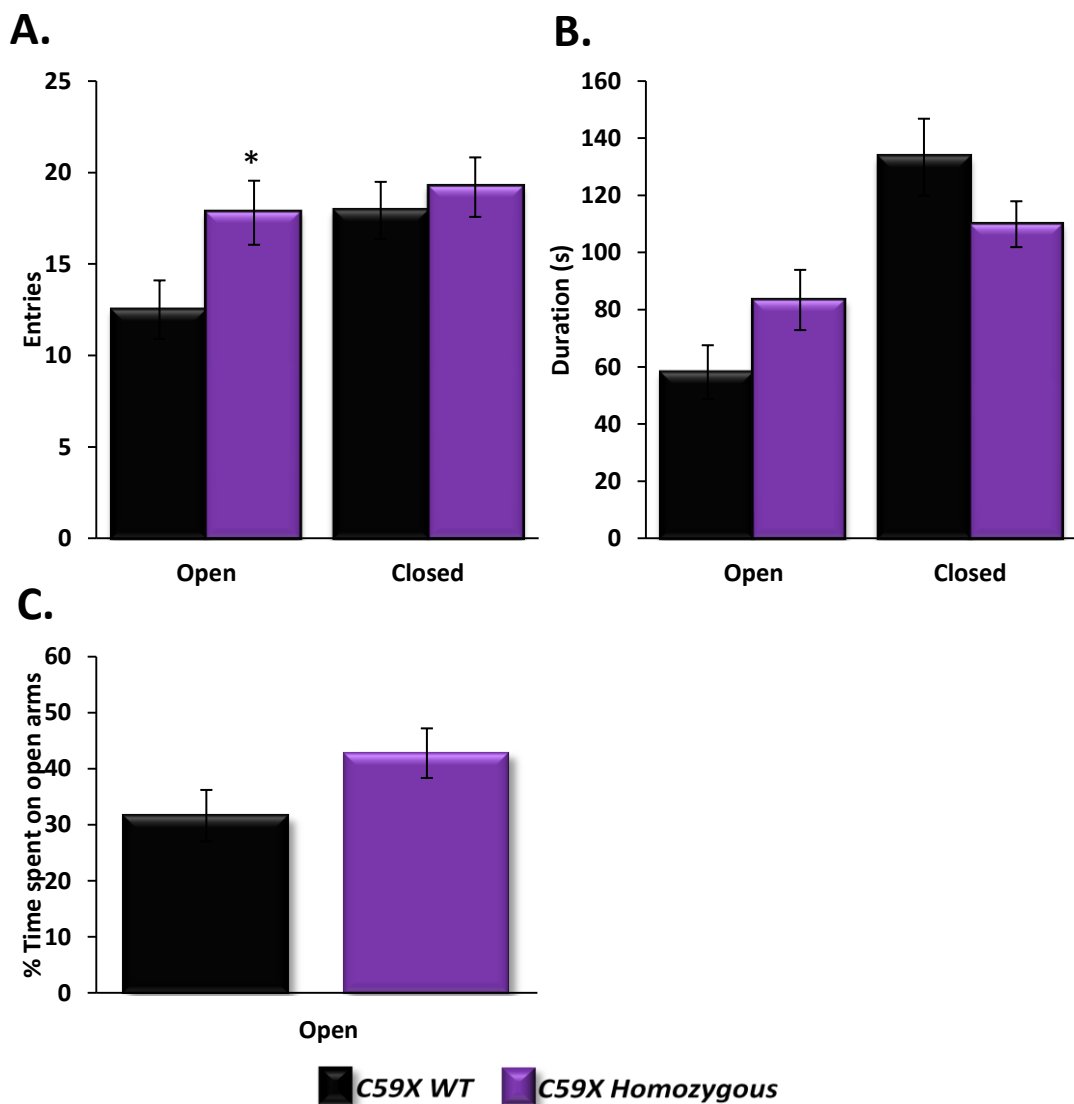 A.
25
20
15
10
5
0
Entries
*
Open Closed
B.
160
140
120
100
80
60
40
20
0
Duration (s)
Open Closed
C.
60
50
40
30
20
10
0
% Time spent on open arms
Open
C59X WT C59X Homozygous